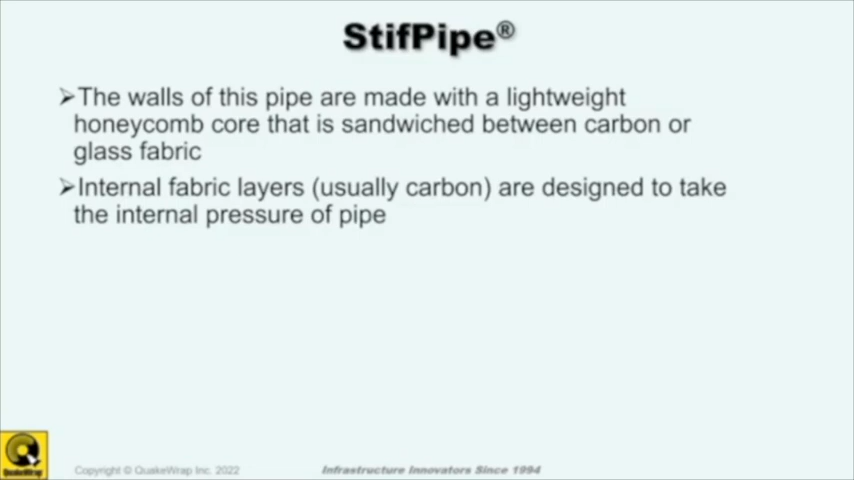 StifPipe®
➢The walls of this pipe are made with a lightweight
honeycomb core that is sandwiched between carbon or
glass fabric
➢Internal fabric layers (usually carbon) are designed to take
the internal pressure of pipe
QuakeWrap
Copyright © QuakeWrap Inc. 2022
Infrastructure Innovators Since 1994